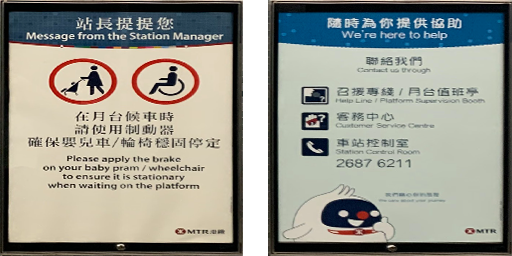 站長提提您
Message from the Station Manager
在月台候車時
請使用制動器
確保嬰兒車/輪椅穩固停定
Please apply the brake
on your baby pram / wheelchair
to ensure it is stationary
when waiting on the platform
MTR 港鐵
隨時為你提供協助
We're here to help
聯絡我們
Contact us through
召援專綫 / 月台值班亭
Help Line / Platform Supervision Booth
客務中心
Customer Service Centre
車站控制室
Station Control Room
2687 6211
MTR